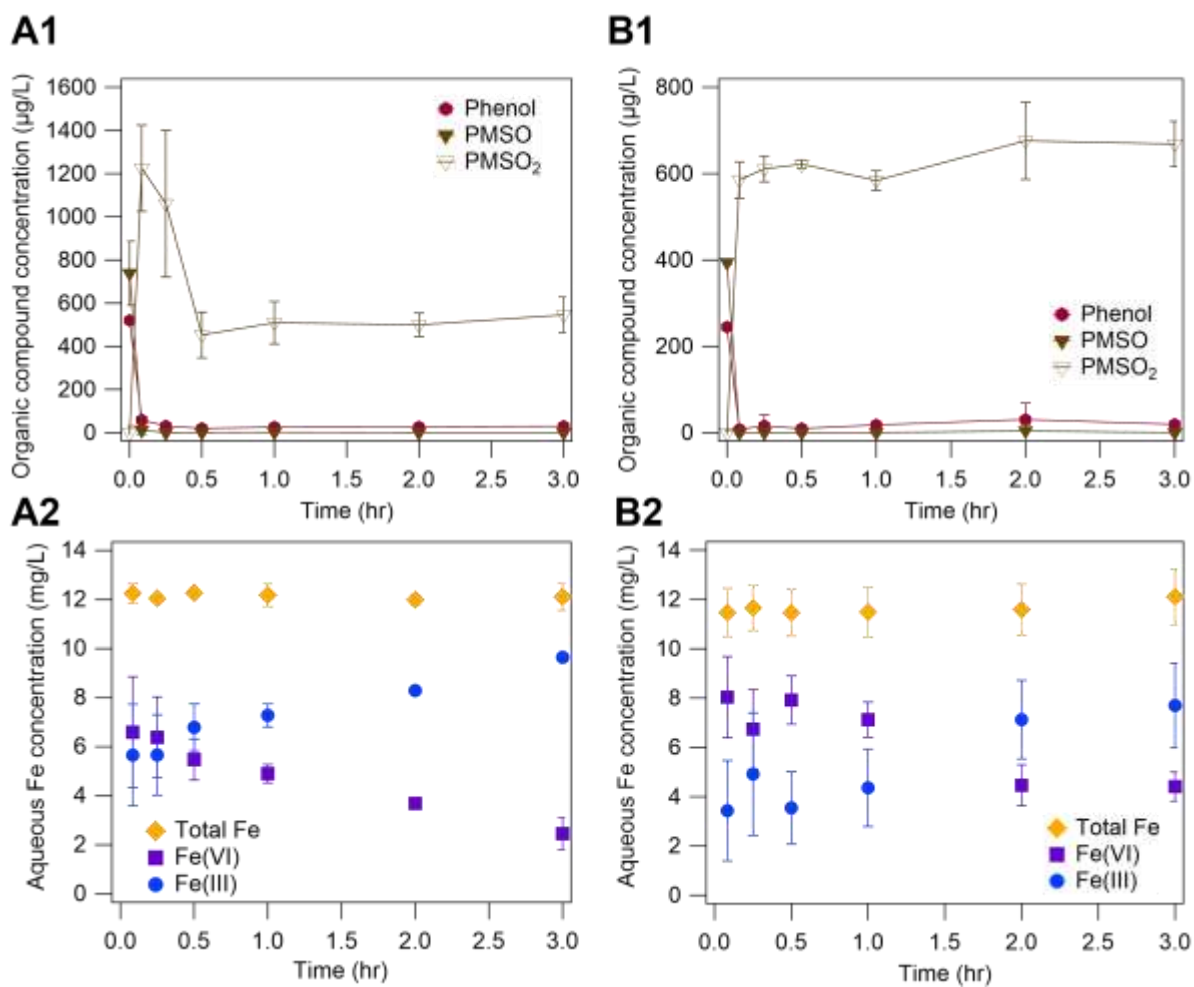 A1
Organic compound concentration (µg/L)
1600
1400
1200
1000
800
600
400
200
0
Phenol
PMSO
PMSO₂
0.0 0.5 1.0 1.5 2.0 2.5 3.0
Time (hr)
B1
Organic compound concentration (µg/L)
800
600
400
200
0
Phenol
PMSO
PMSO₂
0.0 0.5 1.0 1.5 2.0 2.5 3.0
Time (hr)
A2
Aqueous Fe concentration (mg/L)
14
12
10
8
6
4
2
0
Total Fe
Fe(VI)
Fe(III)
0.0 0.5 1.0 1.5 2.0 2.5 3.0
Time (hr)
B2
Aqueous Fe concentration (mg/L)
14
12
10
8
6
4
2
0
Total Fe
Fe(VI)
Fe(III)
0.0 0.5 1.0 1.5 2.0 2.5 3.0
Time (hr)